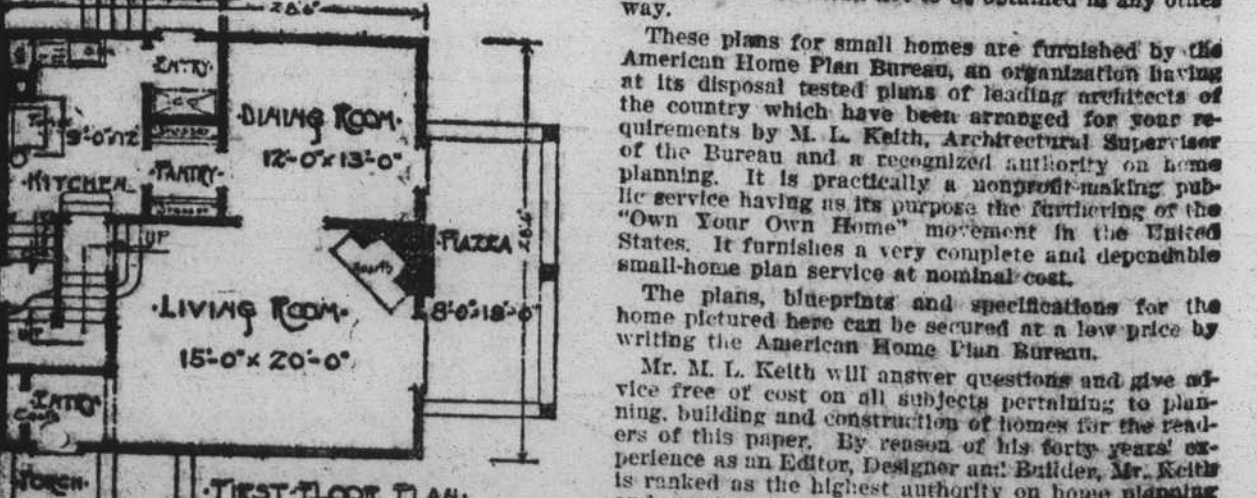 28'6"
ENTRY
DINING ROOM
12'-0" x 13'-0"
KITCHEN
PANTRY
UP
PIAZZA
8'-0" 18'-0"
LIVING ROOM
15'-0" x 20'-0"
Hearth
UP
ENTRY
PORCH
FIRST FLOOR PLAN
way.
These plans for small homes are furnished by the
American Home Plan Bureau, an organization having
at its disposal tested plans of leading architects of
the country which have been arranged for your re-
quirements by M. L. Keith, Architectural Supervisor
of the Bureau and a recognized authority on home
planning. It is practically a nonprofit-making pub-
lic service having as its purpose the furthering of the
"Own Your Own Home" movement in the United
States. It furnishes a very complete and dependable
small-home plan service at nominal cost.
The plans, blueprints and specifications for the
home pictured here can be secured at a low price by
writing the American Home Plan Bureau.
Mr. M. L. Keith will answer questions and give ad-
vice free of cost on all subjects pertaining to plan-
ning, building and construction of homes for the read-
ers of this paper. By reason of his forty years' ex-
perience as an Editor, Designer and Builder, Mr. Keith
is ranked as the highest authority on home planning